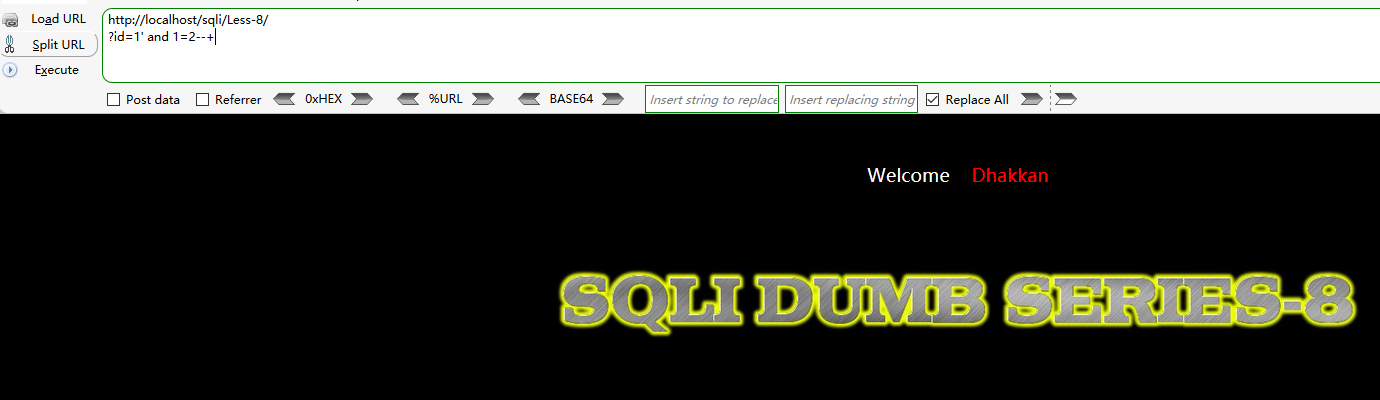 Load URL
http://localhost/sqli/Less-8/
?id=1' and 1=2--+
Split URL
Execute
Post data Referrer 0xHEX %URL BASE64 Insert string to replace Insert replacing string Replace All
Welcome Dhakkan
SQLI DUMB SERIES-8